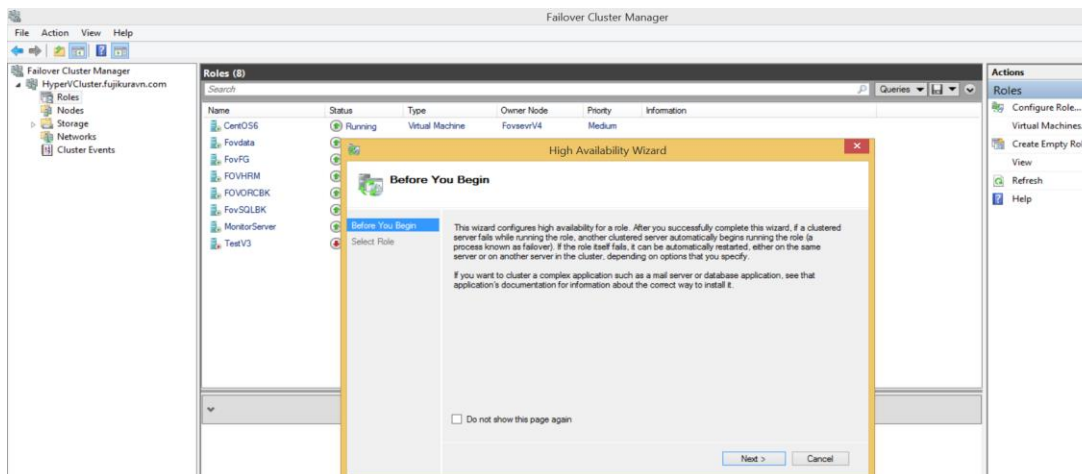 Failover Cluster Manager
File Action View Help
Failover Cluster Manager
HyperVCluster.fujikuravn.com
Roles
Nodes
Storage
Networks
Cluster Events
Roles (8)
Search
Queries
Name Status Type Owner Node Priority Information
CentOS6 Running Virtual Machine FovsevrV4 Medium
Fovdata
FovFG
FOVHRM
FOVORCBK
FovSQLBK
MonitorServer
TestV3
High Availability Wizard
Before You Begin
Before You Begin
Select Role
This wizard configures high availability for a role. After you successfully complete this wizard, if a clustered
server fails while running the role, another clustered server automatically begins running the role (a
process known as failover). If the role itself fails, it can be automatically restarted, either on the same
server or on another server in the cluster, depending on options that you specify.
If you want to cluster a complex application such as a mail server or database application, see that
application's documentation for information about the correct way to install it.
Do not show this page again
Next > Cancel
Actions
Roles
Configure Role...
Virtual Machines
Create Empty Rol
View
Refresh
Help